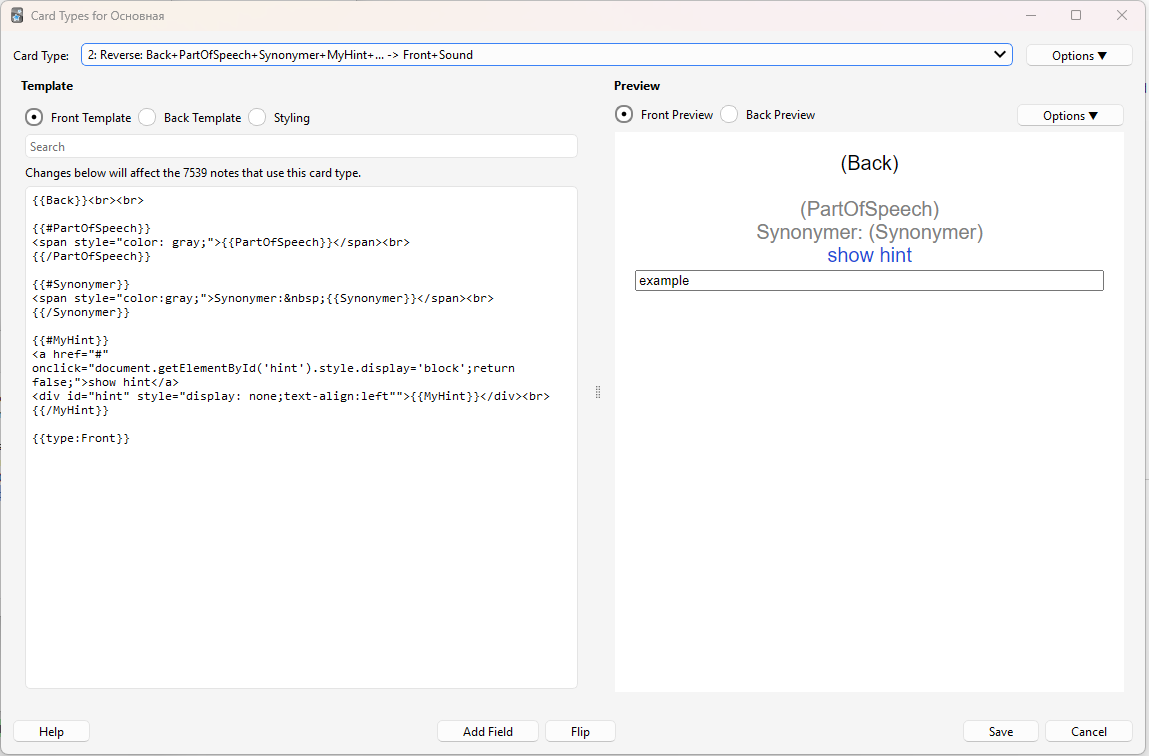 Card Types for Основная
Card Type: 2: Reverse: Back+PartOfSpeech+Synonymer+MyHint+... -> Front+Sound Options ▼
Template
Front Template Back Template Styling
Search
Changes below will affect the 7539 notes that use this card type.
{{Back}}<br><br>
{{#PartOfSpeech}}
<span style="color: gray;">{{PartOfSpeech}}</span><br>
{{/PartOfSpeech}}
{{#Synonymer}}
<span style="color:gray;">Synonymer:&nbsp;{{Synonymer}}</span><br>
{{/Synonymer}}
{{#MyHint}}
<a href="#"
onclick="document.getElementById('hint').style.display='block';return
false;">show hint</a>
<div id="hint" style="display: none;text-align:left"">{{MyHint}}</div><br>
{{/MyHint}}
{{type:Front}}
Preview
Front Preview Back Preview Options ▼
(Back)
(PartOfSpeech)
Synonymer: (Synonymer)
show hint
example
Help Add Field Flip Save Cancel